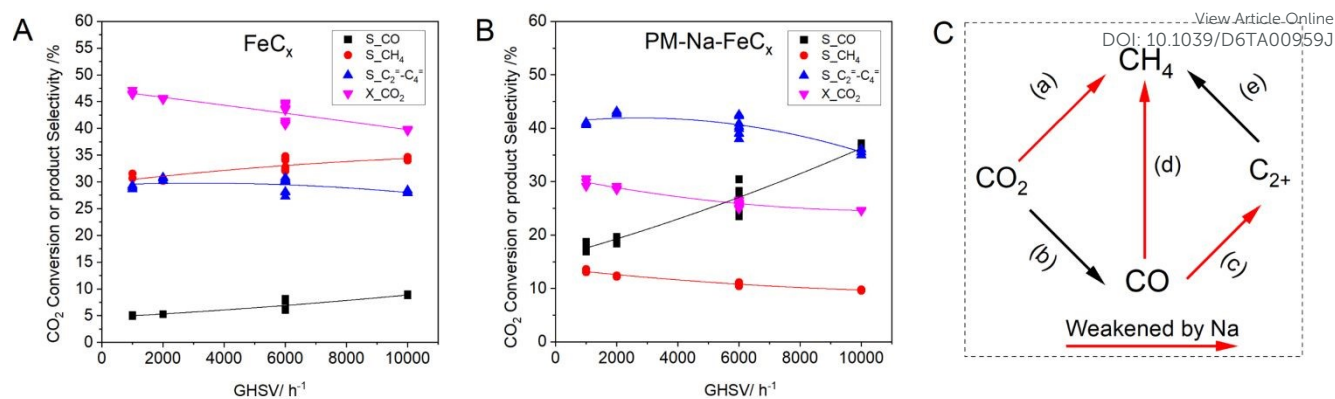 View Article Online
DOI: 10.1039/D6TA00959J
A
FeCₓ
S_CO
S_CH₄
S_C₂⁼-C₄⁼
X_CO₂
CO₂ Conversion or product Selectivity /%
60
55
50
45
40
35
30
25
20
15
10
5
0
0
2000
4000
6000
8000
10000
GHSV/ h⁻¹
B
PM-Na-FeCₓ
S_CO
S_CH₄
S_C₂⁼-C₄⁼
X_CO₂
CO₂ Conversion or product Selectivity /%
60
50
40
30
20
10
0
0
2000
4000
6000
8000
10000
GHSV/ h⁻¹
C
CH₄
(a)
(e)
(d)
CO₂
C₂₊
(b)
(c)
CO
Weakened by Na